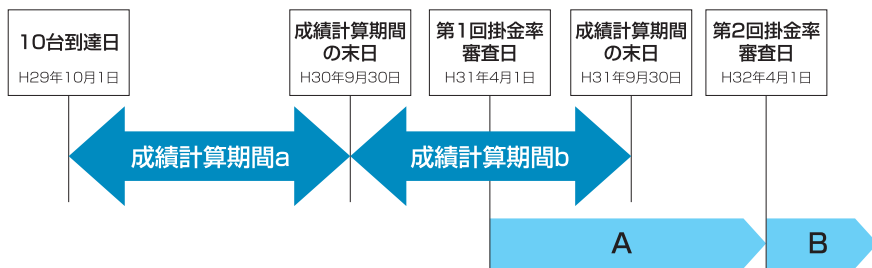 10台到達日
H29年10月1日
成績計算期間
の末日
H30年9月30日
第1回掛金率
審査日
H31年4月1日
成績計算期間
の末日
H31年9月30日
第2台掛金率
審査日
H32年4月1日
成績計算期間a
成績計算期間b
A
B